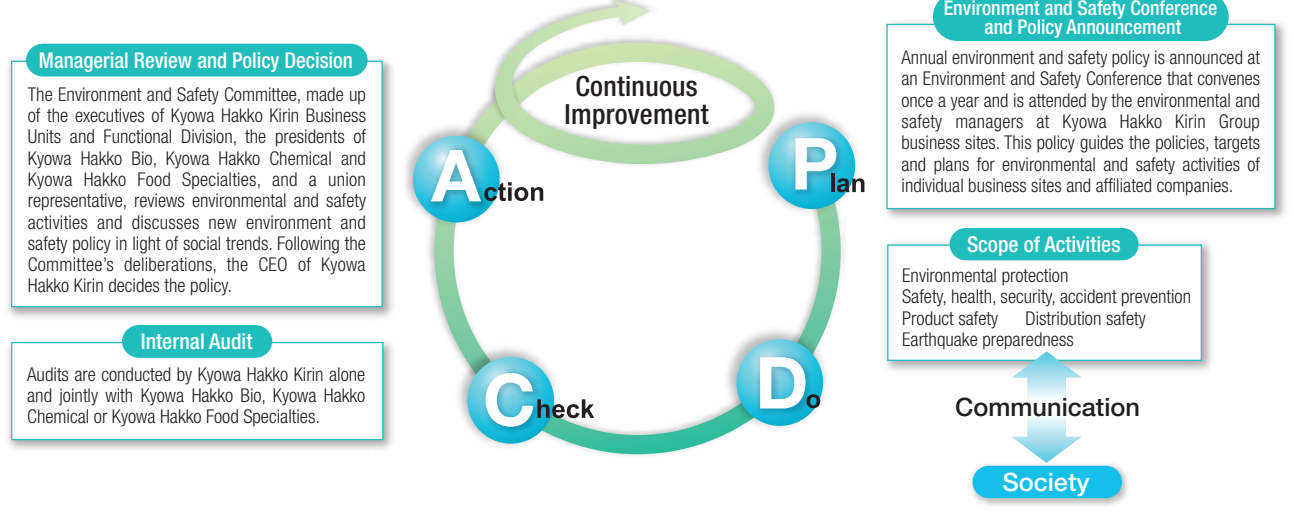 Managerial Review and Policy Decision
The Environment and Safety Committee, made up
of the executives of Kyowa Hakko Kirin Business
Units and Functional Division, the presidents of
Kyowa Hakko Bio, Kyowa Hakko Chemical and
Kyowa Hakko Food Specialties, and a union
representative, reviews environmental and safety
activities and discusses new environment and
safety policy in light of social trends. Following the
Committee’s deliberations, the CEO of Kyowa
Hakko Kirin decides the policy.
Internal Audit
Audits are conducted by Kyowa Hakko Kirin alone
and jointly with Kyowa Hakko Bio, Kyowa Hakko
Chemical or Kyowa Hakko Food Specialties.
Continuous
Improvement
Action
Plan
Check
Do
Environment and Safety Conference
and Policy Announcement
Annual environment and safety policy is announced at
an Environment and Safety Conference that convenes
once a year and is attended by the environmental and
safety managers at Kyowa Hakko Kirin Group
business sites. This policy guides the policies, targets
and plans for environmental and safety activities of
individual business sites and affiliated companies.
Scope of Activities
Environmental protection
Safety, health, security, accident prevention
Product safety Distribution safety
Earthquake preparedness
Communication
Society